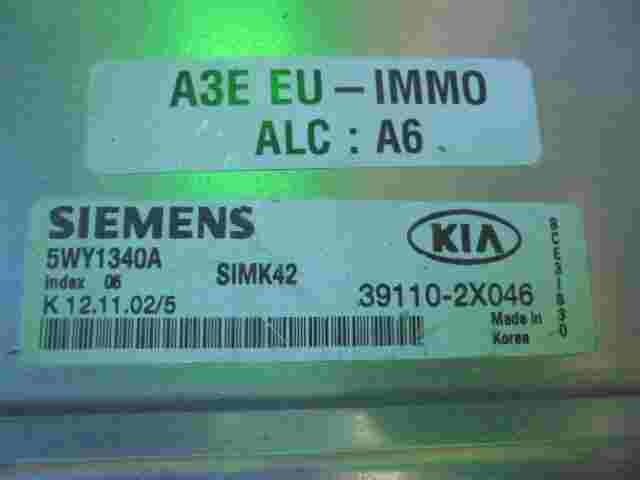 A3E EU – IMMO
ALC : A6
SIEMENS
5WY1340A
Index 06
SIMK42
K 12.11.02/5
KIA
39110-2X046
Made in
Korea